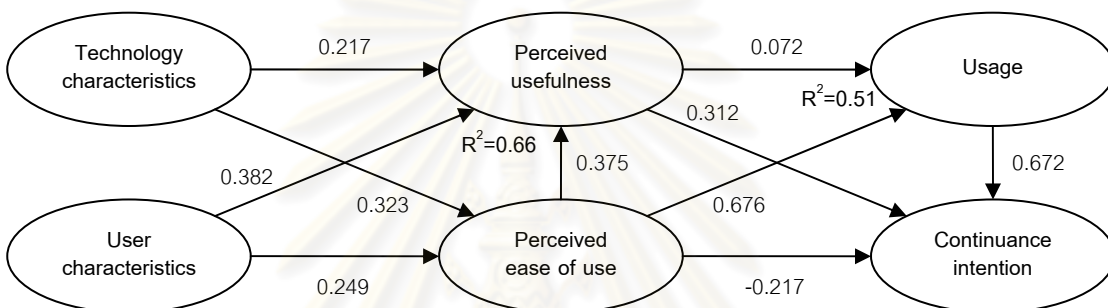 Technology
characteristics
0.217
Perceived
usefulness
0.072
Usage
R²=0.51
0.312
R²=0.66
0.375
0.672
0.382
0.323
0.676
User
characteristics
0.249
Perceived
ease of use
-0.217
Continuance
intention